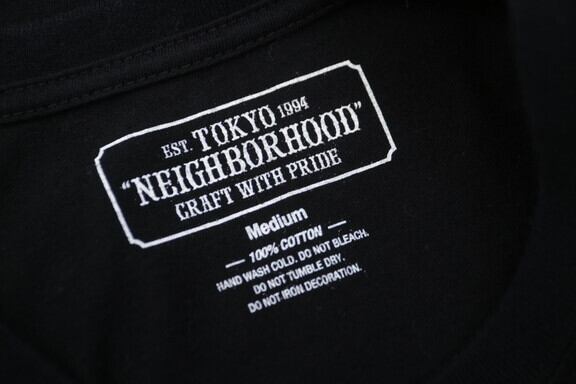 EST. TOKYO 1994
"NEIGHBORHOOD"
CRAFT WITH PRIDE
Medium
— 100% COTTON —
HAND WASH COLD. DO NOT BLEACH.
DO NOT TUMBLE DRY.
DO NOT IRON DECORATION.